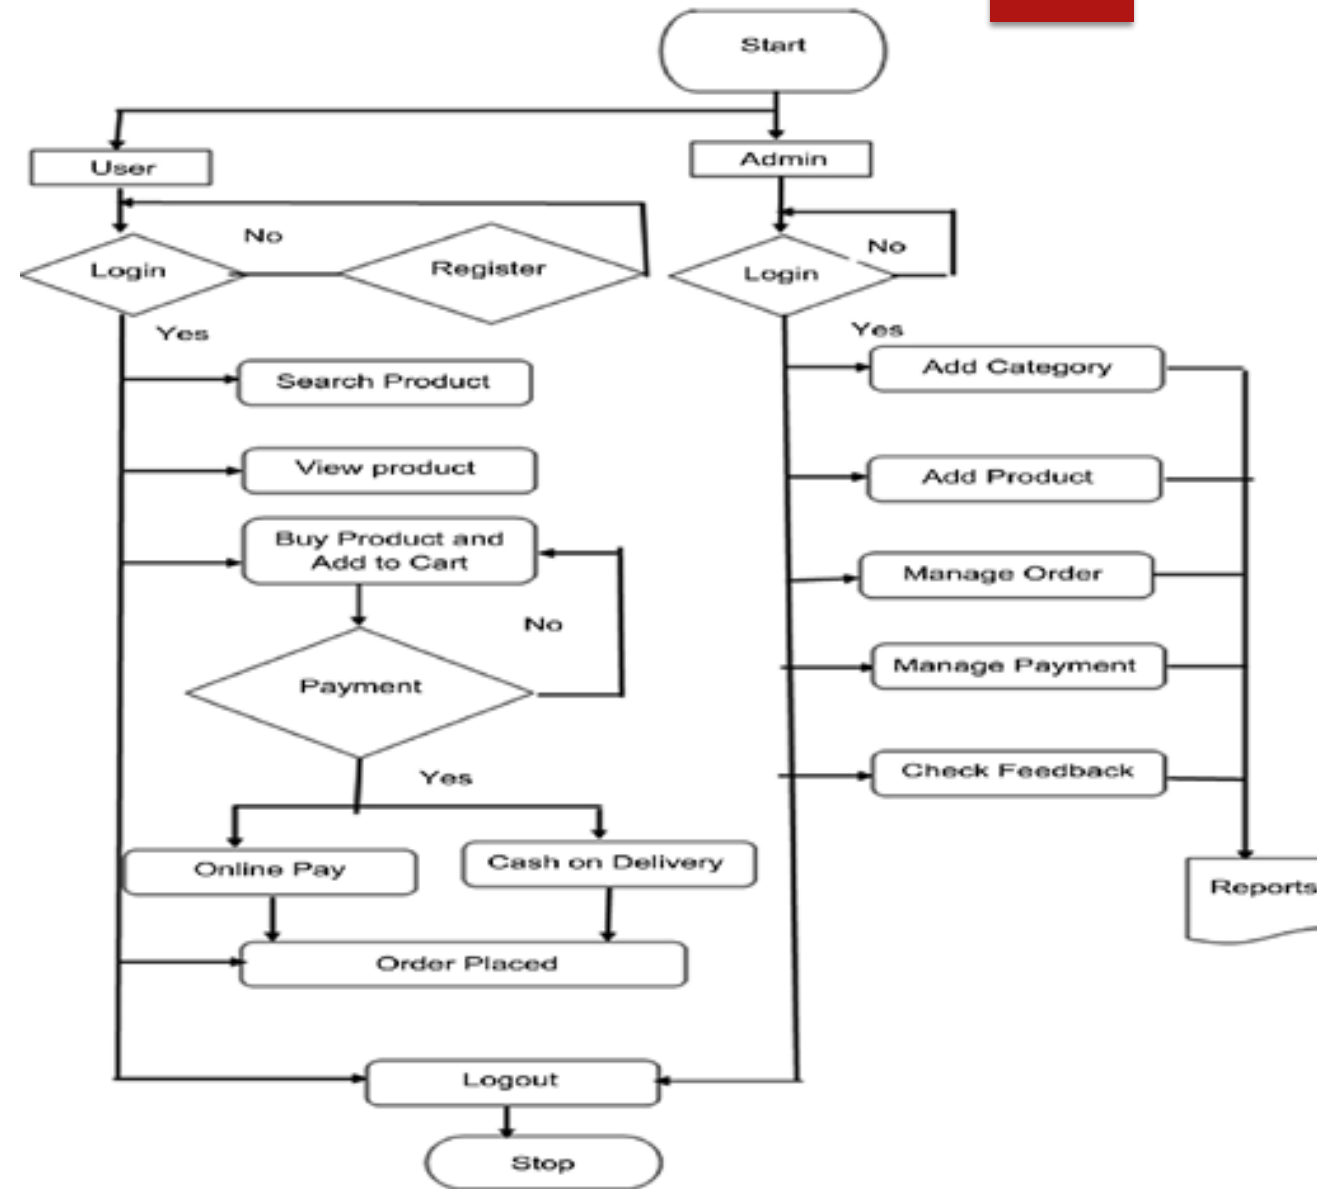 Start
User
Admin
No
Login
Register
No
Login
Yes
Yes
Search Product
Add Category
View product
Add Product
Buy Product and
Add to Cart
Manage Order
No
Payment
Manage Payment
Yes
Check Feedback
Online Pay
Cash on Delivery
Reports
Order Placed
Logout
Stop